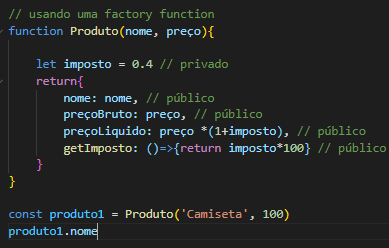 // usando uma factory function
function Produto(nome, preço){
let imposto = 0.4 // privado
return{
nome: nome, // público
preçoBruto: preço, // público
preçoLiquido: preço *(1+imposto), // público
getImposto: ()=>{return imposto*100} // público
}
}
const produto1 = Produto('Camiseta', 100)
produto1.nome